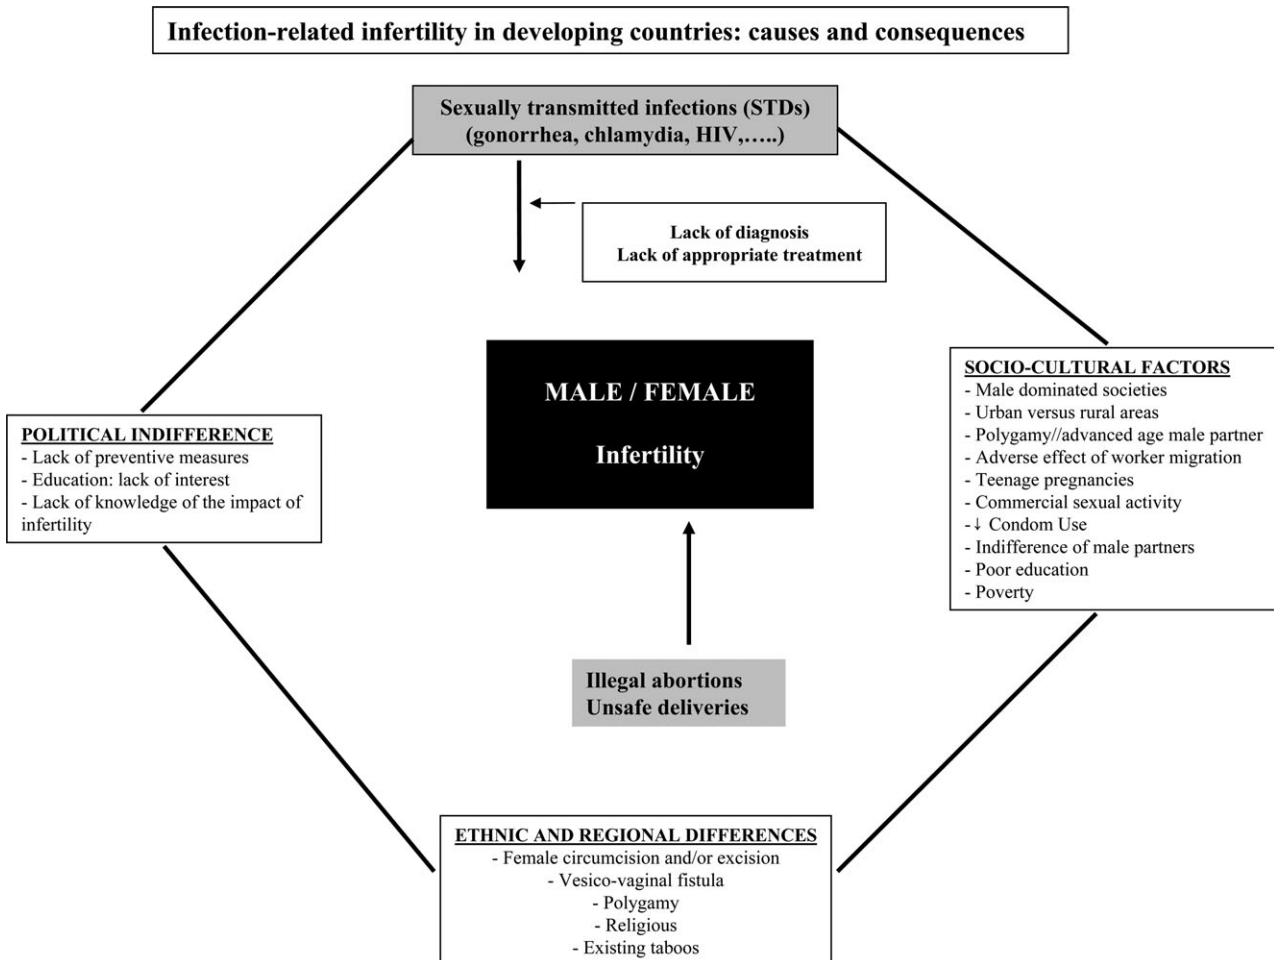 Infection-related infertility in developing countries: causes and consequences
Sexually transmitted infections (STDs)
(gonorrhea, chlamydia, HIV,.....)
Lack of diagnosis
Lack of appropriate treatment
MALE / FEMALE
Infertility
SOCIO-CULTURAL FACTORS
- Male dominated societies
- Urban versus rural areas
- Polygamy//advanced age male partner
- Adverse effect of worker migration
- Teenage pregnancies
- Commercial sexual activity
-↓ Condom Use
- Indifference of male partners
- Poor education
- Poverty
POLITICAL INDIFFERENCE
- Lack of preventive measures
- Education: lack of interest
- Lack of knowledge of the impact of
infertility
Illegal abortions
Unsafe deliveries
ETHNIC AND REGIONAL DIFFERENCES
- Female circumcision and/or excision
- Vesico-vaginal fistula
- Polygamy
- Religious
- Existing taboos